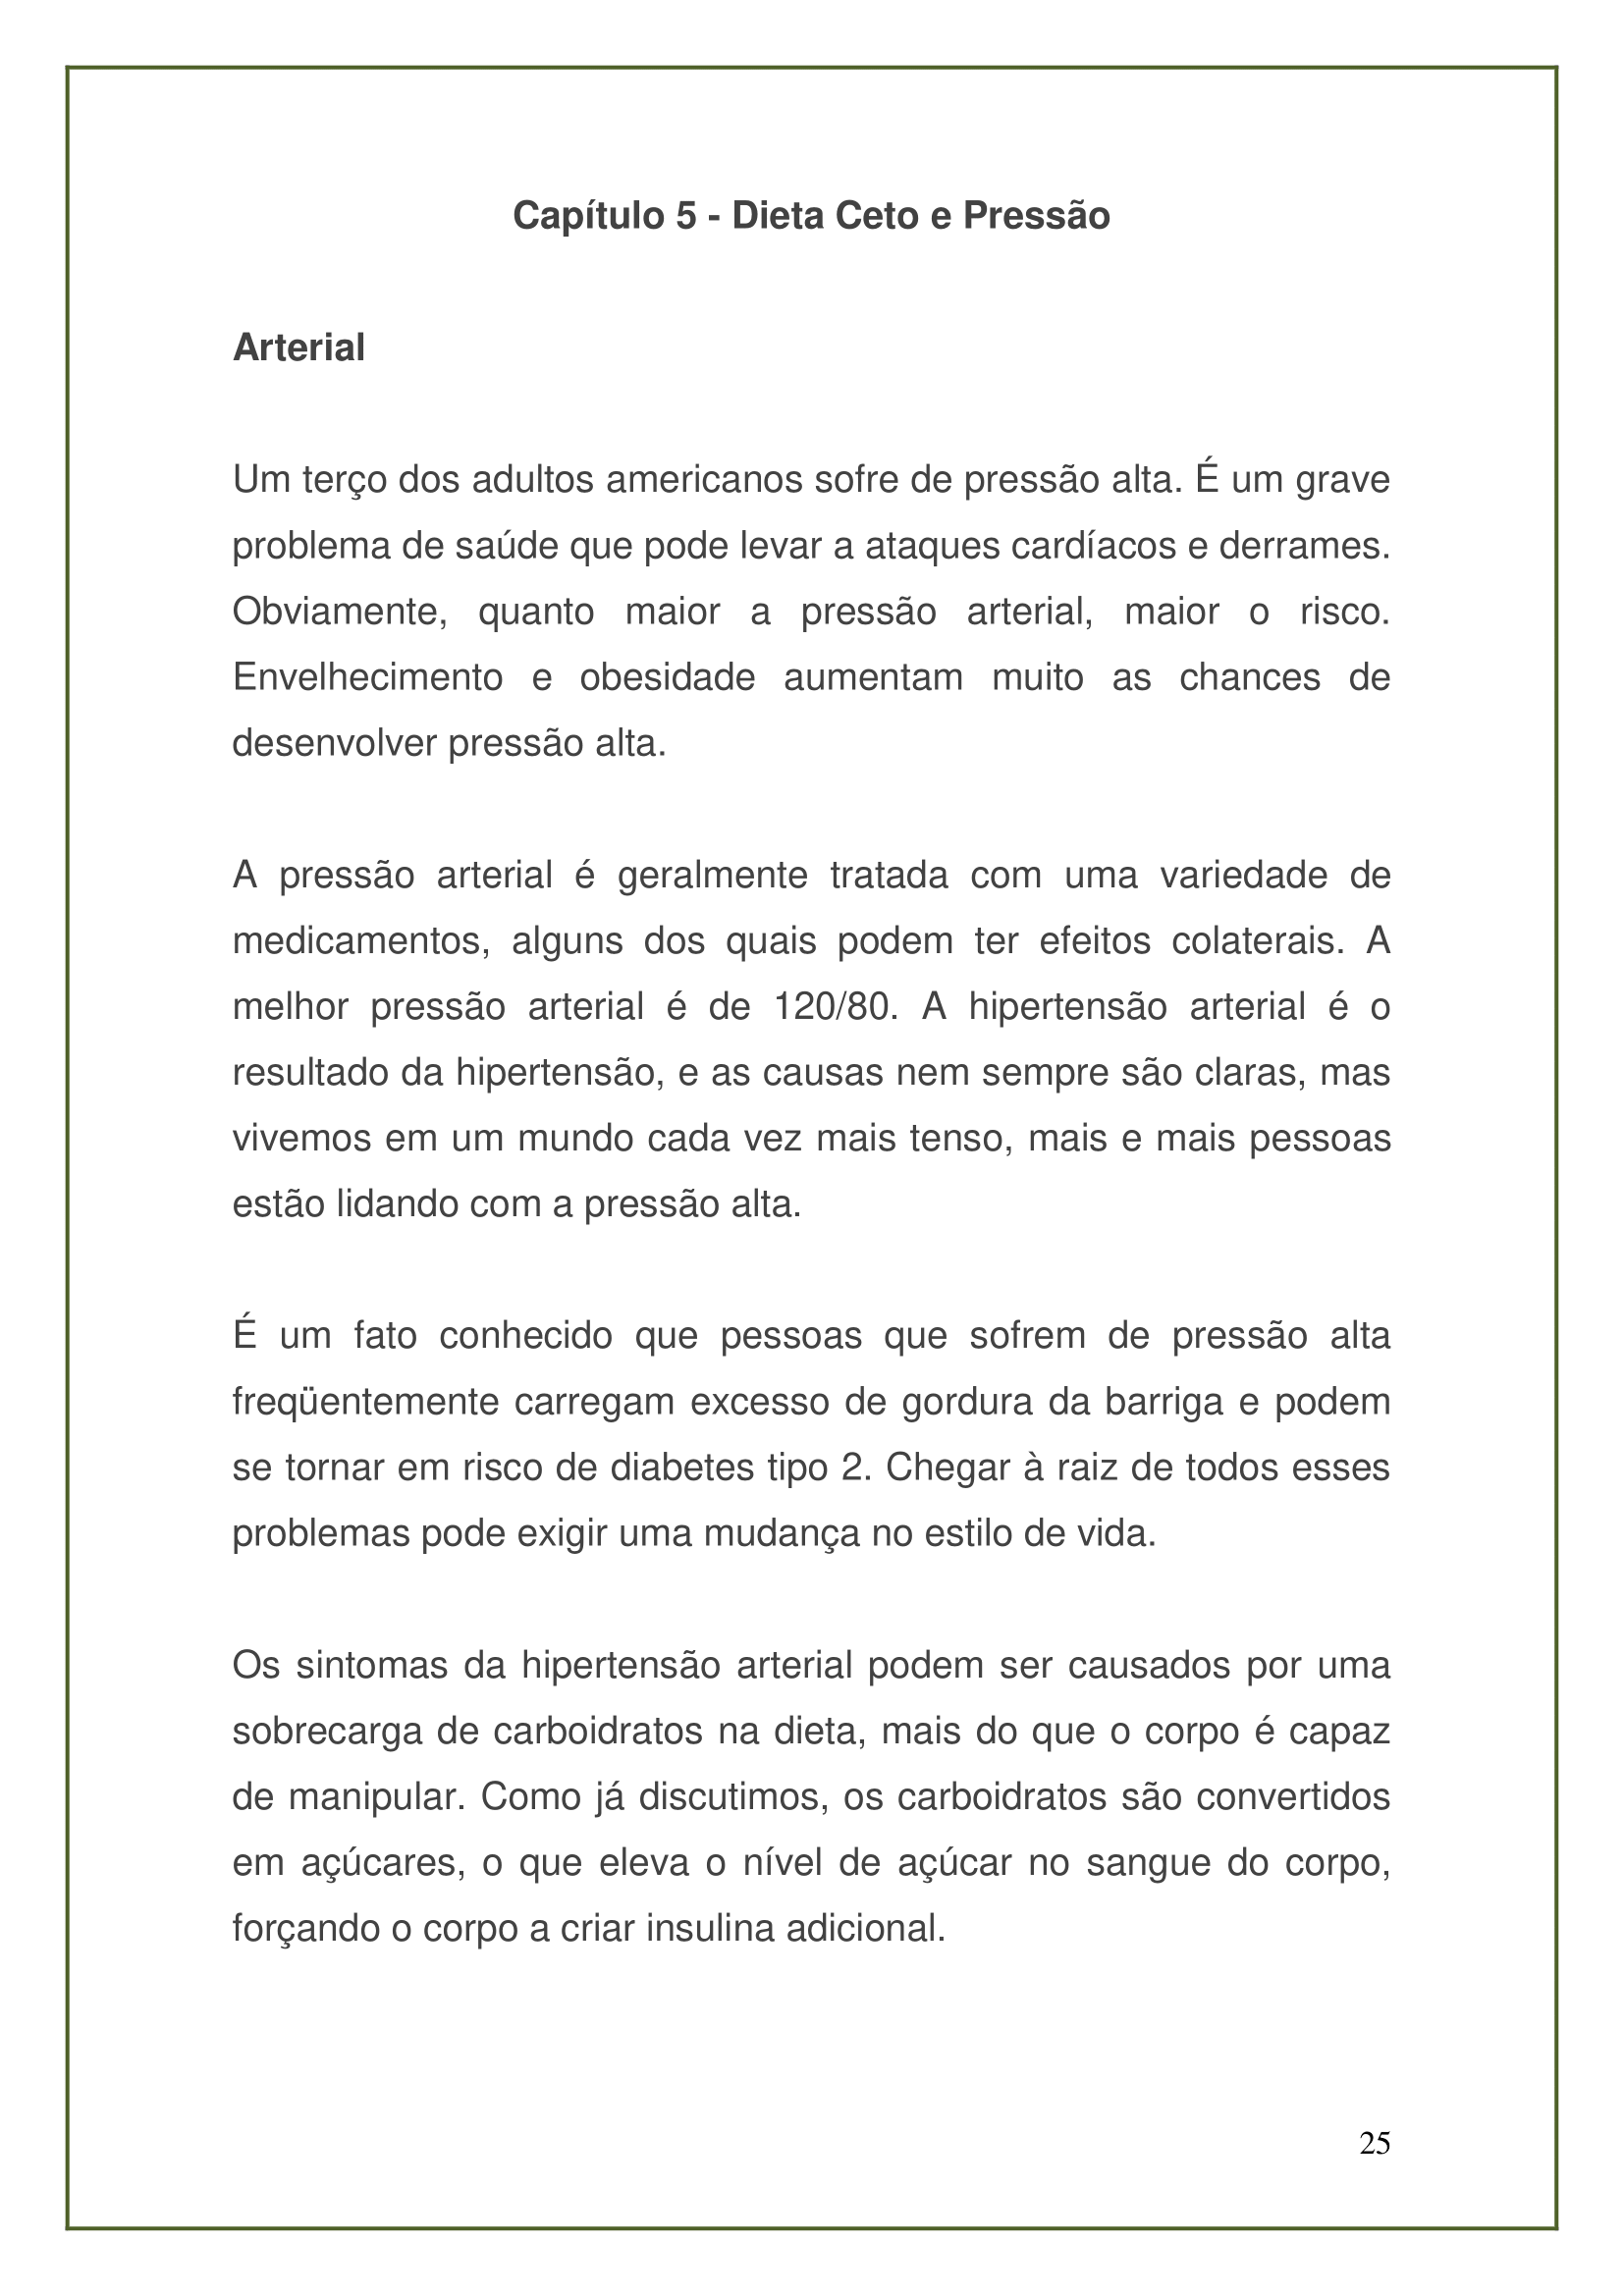 Capítulo 5 - Dieta Ceto e Pressão
Arterial
Um terço dos adultos americanos sofre de pressão alta. É um grave
problema de saúde que pode levar a ataques cardíacos e derrames.
Obviamente, quanto maior a pressão arterial, maior o risco.
Envelhecimento e obesidade aumentam muito as chances de
desenvolver pressão alta.
A pressão arterial é geralmente tratada com uma variedade de
medicamentos, alguns dos quais podem ter efeitos colaterais. A
melhor pressão arterial é de 120/80. A hipertensão arterial é o
resultado da hipertensão, e as causas nem sempre são claras, mas
vivemos em um mundo cada vez mais tenso, mais e mais pessoas
estão lidando com a pressão alta.
É um fato conhecido que pessoas que sofrem de pressão alta
freqüentemente carregam excesso de gordura da barriga e podem
se tornar em risco de diabetes tipo 2. Chegar à raiz de todos esses
problemas pode exigir uma mudança no estilo de vida.
Os sintomas da hipertensão arterial podem ser causados por uma
sobrecarga de carboidratos na dieta, mais do que o corpo é capaz
de manipular. Como já discutimos, os carboidratos são convertidos
em açúcares, o que eleva o nível de açúcar no sangue do corpo,
forçando o corpo a criar insulina adicional.
25